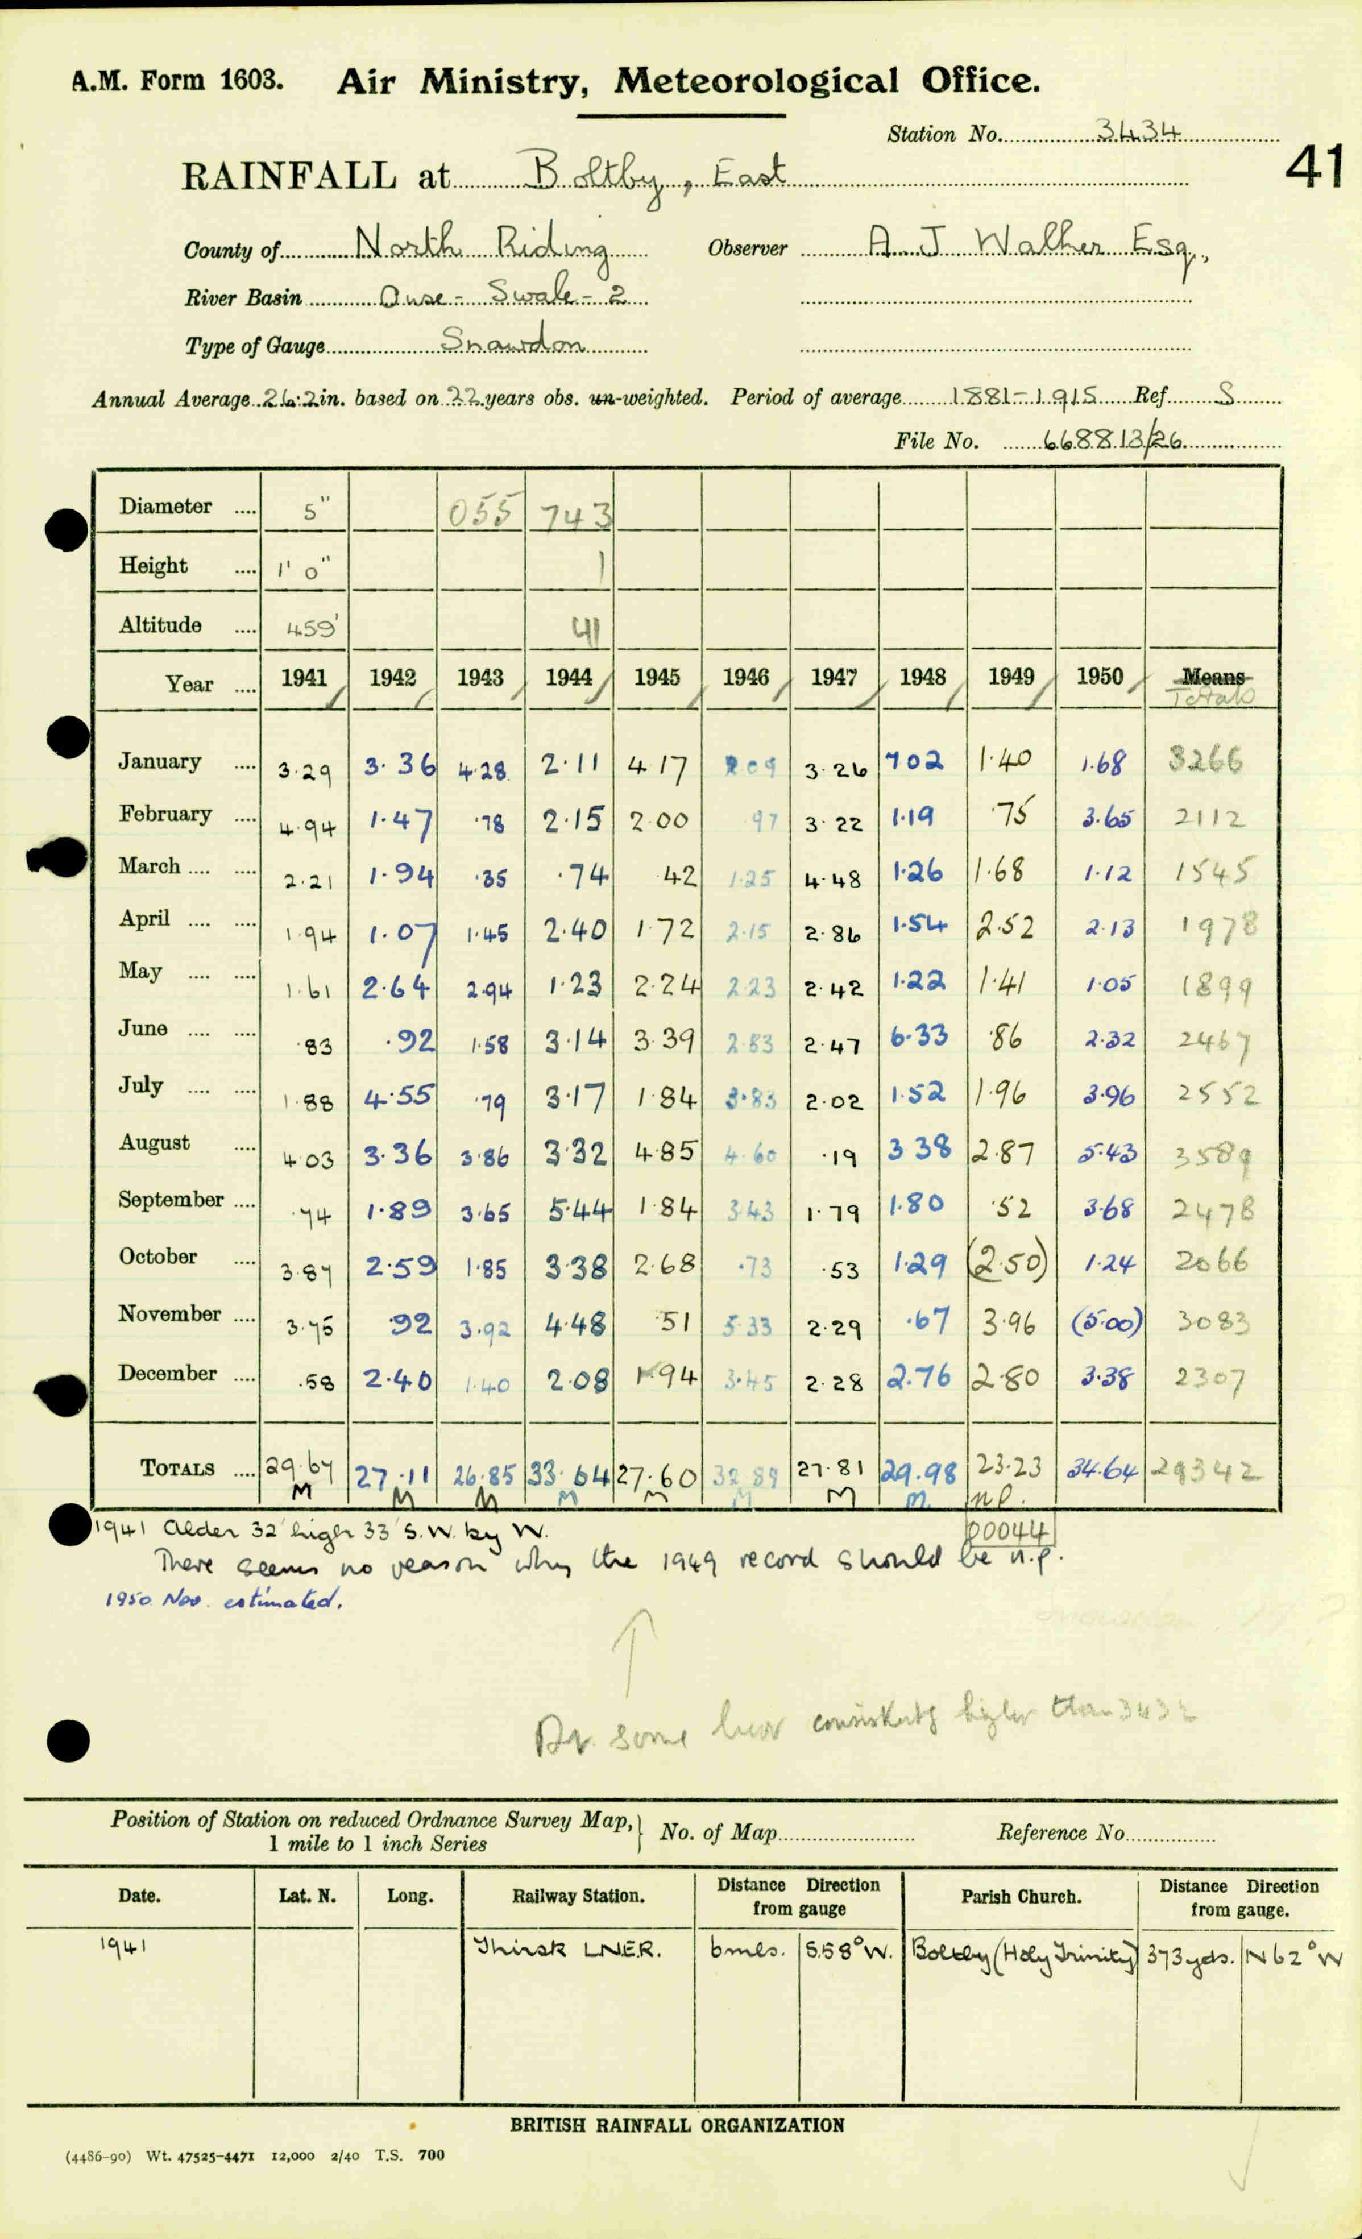 A.M. Form 1603. Air Ministry, Meteorological Office.
Station No. 3434
41
RAINFALL at Boltby, East
County of North Riding Observer A. J Walker Esq,
River Basin Ouse - Swale - 2
Type of Gauge Snowdon
Annual Average 26.2 in. based on 22 years obs. un-weighted. Period of average 1881-1915 Ref S
File No. 668813/26
Diameter .... 5" 055 743
Height .... 1' 0" 1
Altitude .... 459' 41
Year .... 1941 1942 1943 1944 1945 1946 1947 1948 1949 1950 Means Totals
January .... 3.29 3.36 4.28 2.11 4.17 2.09 3.26 7.02 1.40 1.68 3266
February .... 4.94 1.47 .78 2.15 2.00 .97 3.22 1.19 .75 3.65 2112
March .... .... 2.21 1.94 .35 .74 .42 1.25 4.48 1.26 1.68 1.12 1545
April .... .... 1.94 1.07 1.45 2.40 1.72 2.15 2.86 1.54 2.52 2.13 1978
May .... .... 1.61 2.64 2.94 1.23 2.24 2.23 2.42 1.22 1.41 1.05 1899
June .... .... .83 .92 1.58 3.14 3.39 2.83 2.47 6.33 .86 2.32 2467
July .... .... 1.88 4.55 .79 3.17 1.84 3.83 2.02 1.52 1.96 3.96 2552
August .... 4.03 3.36 3.86 3.32 4.85 4.60 .19 3.38 2.87 5.43 3589
September .... .74 1.89 3.65 5.44 1.84 3.43 1.79 1.80 .52 3.68 2478
October .... 3.87 2.59 1.85 3.38 2.68 .73 .53 1.29 (2.50) 1.24 2066
November .... 3.75 .92 3.92 4.48 .51 5.33 2.29 .67 3.96 (5.00) 3083
December .... .58 2.40 1.40 2.08 1.94 3.45 2.28 2.76 2.80 3.38 2307
TOTALS .... 29.67 27.11 26.85 33.64 27.60 32.89 27.81 29.98 23.23 34.64 29342
M M M M M M M M n.p.
1941 Alder 32' high 33' S.W. by W. 00044
There seems no reason why the 1949 record should be n.p.
1950 Nov. estimated.
some consistently higher than 3432
Position of Station on reduced Ordnance Survey Map, 1 mile to 1 inch Series } No. of Map Reference No.
Date. Lat. N. Long. Railway Station. Distance Direction from gauge Parish Church. Distance Direction from gauge.
1941 Thirsk L.N.E.R. 6 mls. S.58°W. Boltby (Holy Trinity) 373 yds. N 62° W
BRITISH RAINFALL ORGANIZATION
(4486-90) Wt. 47525-4471 12,000 2/40 T.S. 700